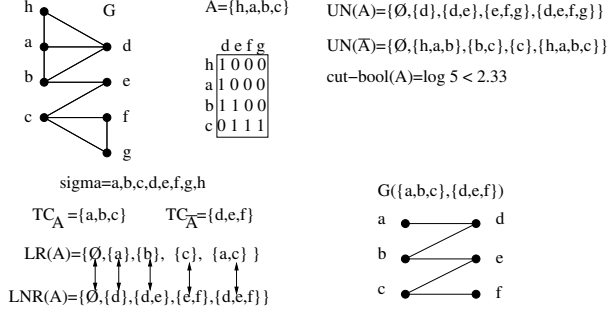 h
G
a
d
b
e
c
f
g
A={h,a,b,c}
d e f g
h 1 0 0 0
a 1 0 0 0
b 1 1 0 0
c 0 1 1 1
UN(A)={Ø,{d},{d,e},{e,f,g},{d,e,f,g}}
UN(A̅)={Ø,{h,a,b},{b,c},{c},{h,a,b,c}}
cut−bool(A)=log 5 < 2.33
sigma=a,b,c,d,e,f,g,h
TC_A ={a,b,c}
TC_A̅={d,e,f}
LR(A)={Ø,{a},{b}, {c}, {a,c} }
LNR(A)={Ø,{d},{d,e},{e,f},{d,e,f}}
G({a,b,c},{d,e,f})
a
d
b
e
c
f